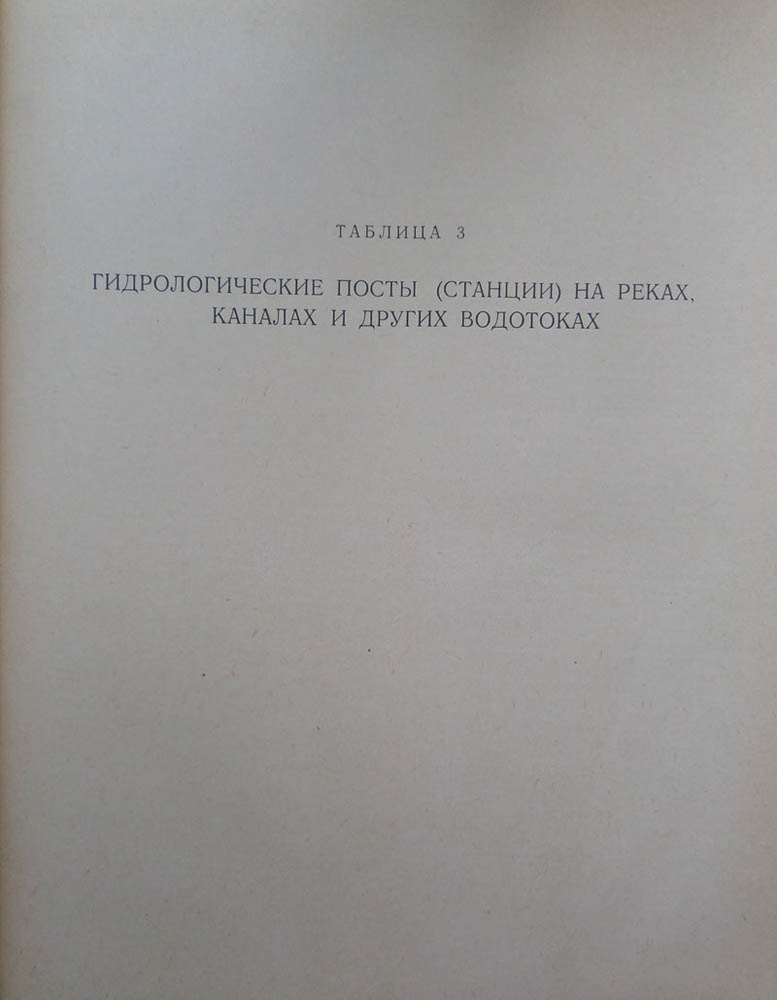 ТАБЛИЦА 3
ГИДРОЛОГИЧЕСКИЕ ПОСТЫ (СТАНЦИИ) НА РЕКАХ,
КАНАЛАХ И ДРУГИХ ВОДОТОКАХ